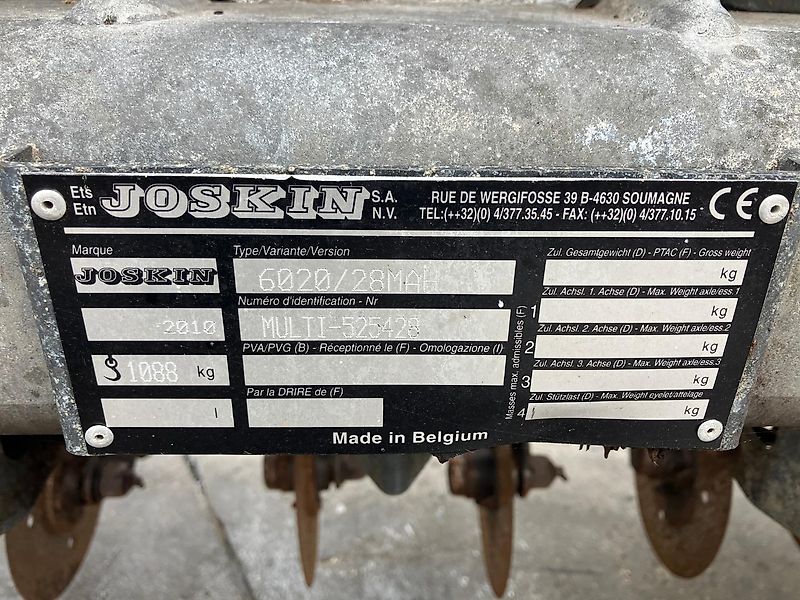 Ets Etn JOSKIN S.A. N.V.
RUE DE WERGIFOSSE 39 B-4630 SOUMAGNE
TEL:(++32)(0) 4/377.35.45 - FAX: (++32)(0) 4/377.10.15
CE
Marque
JOSKIN
2010
1088 kg
l
Type/Variante/Version
6020/28MAH
Numéro d'identification - Nr
MULTI-525428
PVA/PVG (B) - Réceptionné le (F) - Omologazione (I)
Par la DRIRE de (F)
Masses max. admissibles (F)
Zul. Gesamtgewicht (D) - PTAC (F) - Gross weight
kg
Zul. Achsl. 1. Achse (D) - Max. Weight axle/ess.1
1 kg
Zul. Achsl. 2. Achse (D) - Max. Weight axle/ess.2
2 kg
Zul. Achsl. 3. Achse (D) - Max. Weight axle/ess.3
3 kg
Zul. Stützlast (D) - Max. Weight eyelet/attelage
4 kg
Made in Belgium